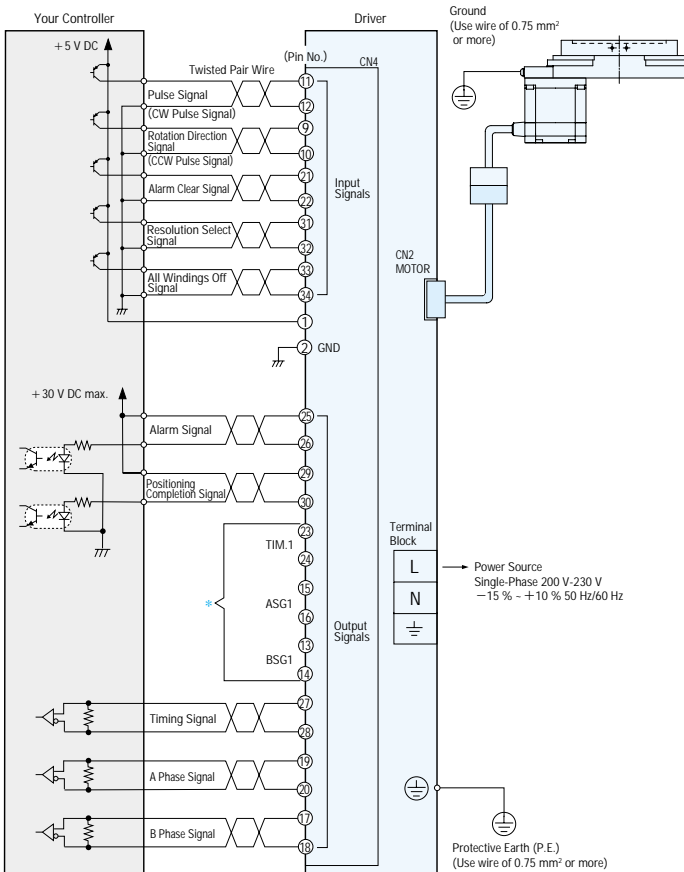 Your Controller
Driver
Ground
(Use wire of 0.75 mm²
or more)
+5 V DC
(Pin No.)
CN4
Twisted Pair Wire
11
Pulse Signal
12
(CW Pulse Signal)
9
Rotation Direction
Signal
10
(CCW Pulse Signal)
21
Alarm Clear Signal
22
Input
Signals
31
Resolution Select
Signal
32
33
All Windings Off
Signal
34
CN2
MOTOR
1
2 GND
+30 V DC max.
25
Alarm Signal
26
29
Positioning
Completion Signal
30
23
TIM.1
24
15
ASG1
16
13
BSG1
14
*
Output
Signals
Terminal
Block
L
N
Power Source
Single-Phase 200 V-230 V
−15 % ~ +10 % 50 Hz/60 Hz
27
Timing Signal
28
19
A Phase Signal
20
17
B Phase Signal
18
Protective Earth (P.E.)
(Use wire of 0.75 mm² or more)